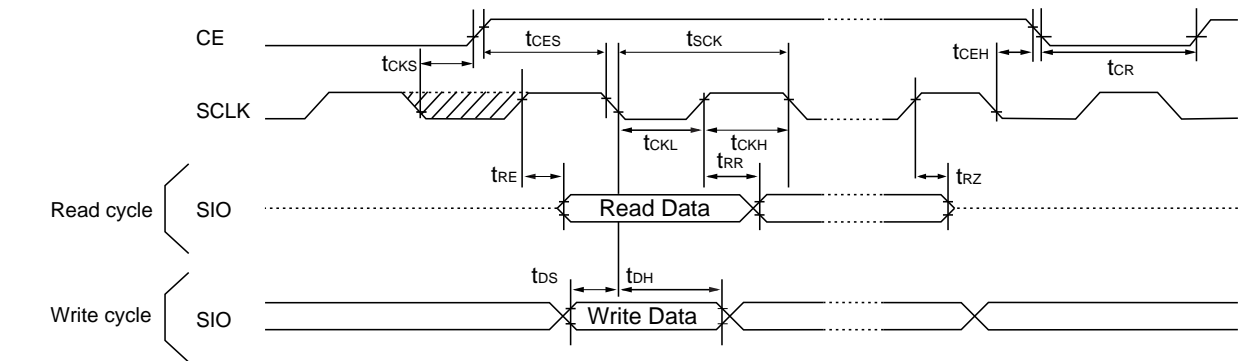 CE
tCES
tSCK
tCKS
tCEH
tCR
SCLK
tCKL
tCKH
tRE
tRR
tRZ
Read cycle
SIO
Read Data
tDS
tDH
Write cycle
SIO
Write Data